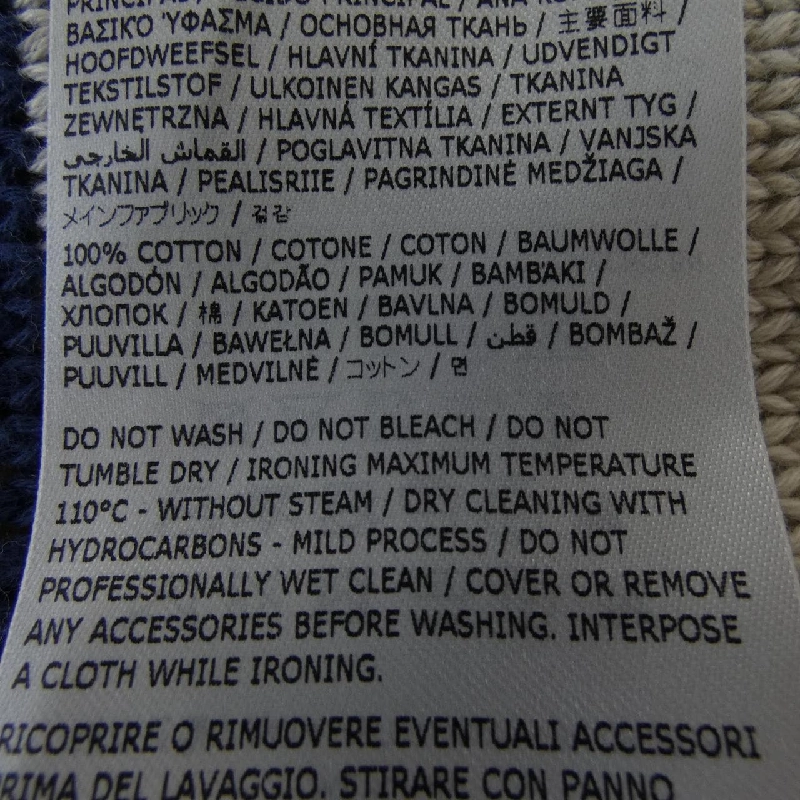 ΒΑΣΙΚΌ ΎΦΑΣΜΑ / ОСНОВНАЯ ТКАНЬ / 主要面料 /
HOOFDWEEFSEL / HLAVNÍ TKANINA / UDVENDIGT
TEKSTILSTOF / ULKOINEN KANGAS / TKANINA
ZEWNĘTRZNA / HLAVNÁ TEXTÍLIA / EXTERNT TYG /
القماش الخارجي / POGLAVITNA TKANINA / VANJSKA
TKANINA / PEALISRIIE / PAGRINDINĖ MEDŽIAGA /
メインファブリック / 겉감
100% COTTON / COTONE / COTON / BAUMWOLLE /
ALGODÓN / ALGODÃO / PAMUK / ΒΑΜΒΆΚΙ /
ХЛОПОК / 棉 / KATOEN / BAVLNA / BOMULD /
PUUVILLA / BAWEŁNA / BOMULL / قطن / BOMBAŽ /
PUUVILL / MEDVILNĖ / コットン / 면
DO NOT WASH / DO NOT BLEACH / DO NOT
TUMBLE DRY / IRONING MAXIMUM TEMPERATURE
110°C - WITHOUT STEAM / DRY CLEANING WITH
HYDROCARBONS - MILD PROCESS / DO NOT
PROFESSIONALLY WET CLEAN / COVER OR REMOVE
ANY ACCESSORIES BEFORE WASHING. INTERPOSE
A CLOTH WHILE IRONING.
RICOPRIRE O RIMUOVERE EVENTUALI ACCESSORI
PRIMA DEL LAVAGGIO. STIRARE CON PANNO